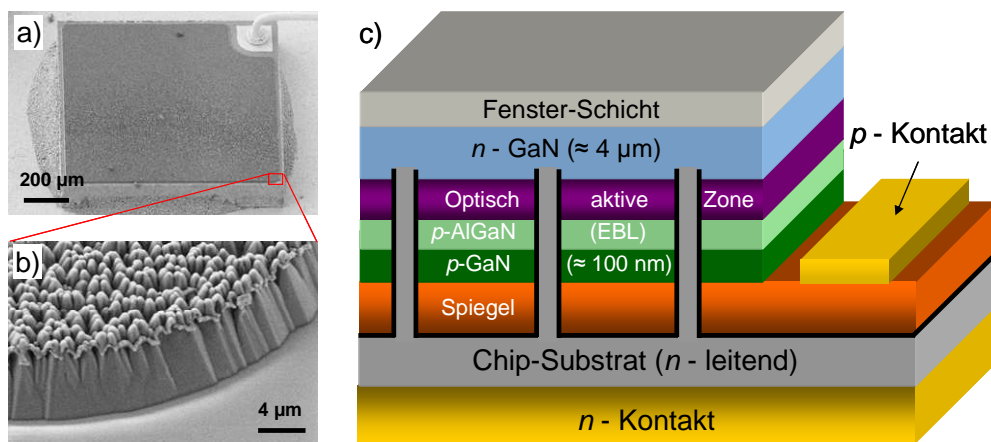 a)
200 µm
b)
4 µm
c)
Fenster-Schicht
n - GaN (≈ 4 µm)
Optisch aktive Zone
p-AlGaN (EBL)
p-GaN (≈ 100 nm)
Spiegel
Chip-Substrat (n - leitend)
n - Kontakt
p - Kontakt